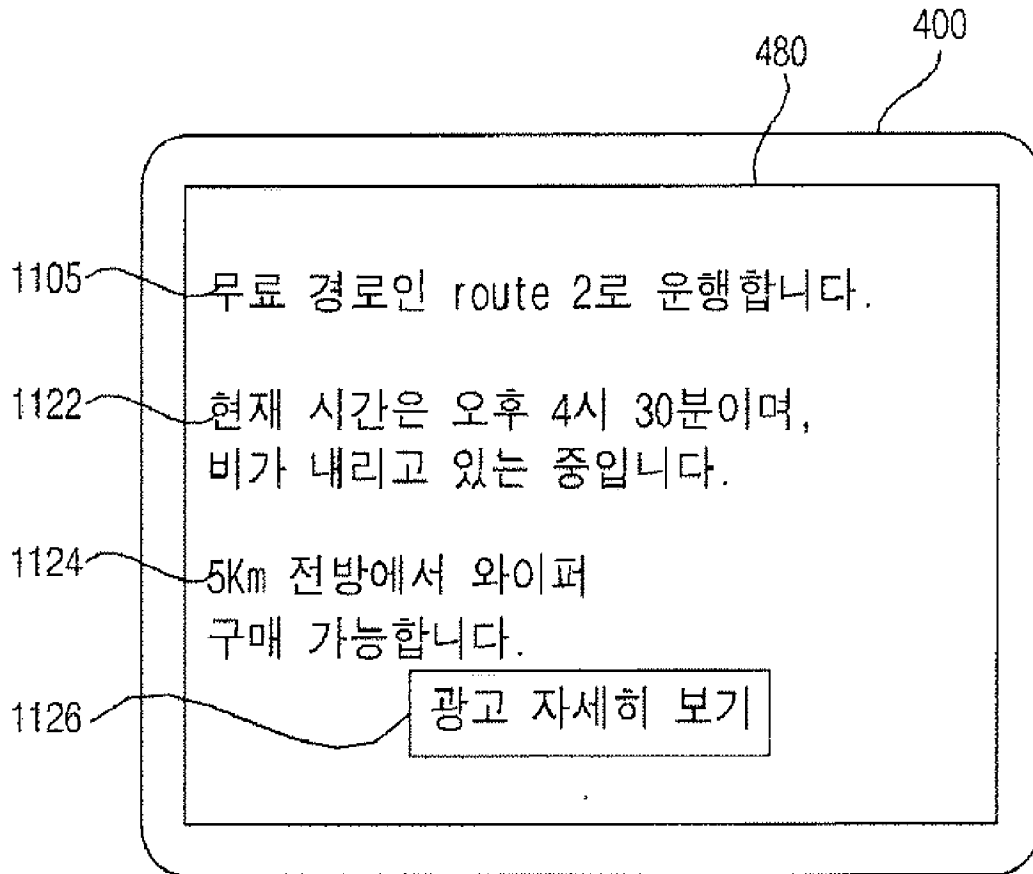 400
480
1105 무료 경로인 route 2로 운행합니다.
1122 현재 시간은 오후 4시 30분이며,
비가 내리고 있는 중입니다.
1124 5Km 전방에서 와이퍼
구매 가능합니다.
1126 광고 자세히 보기